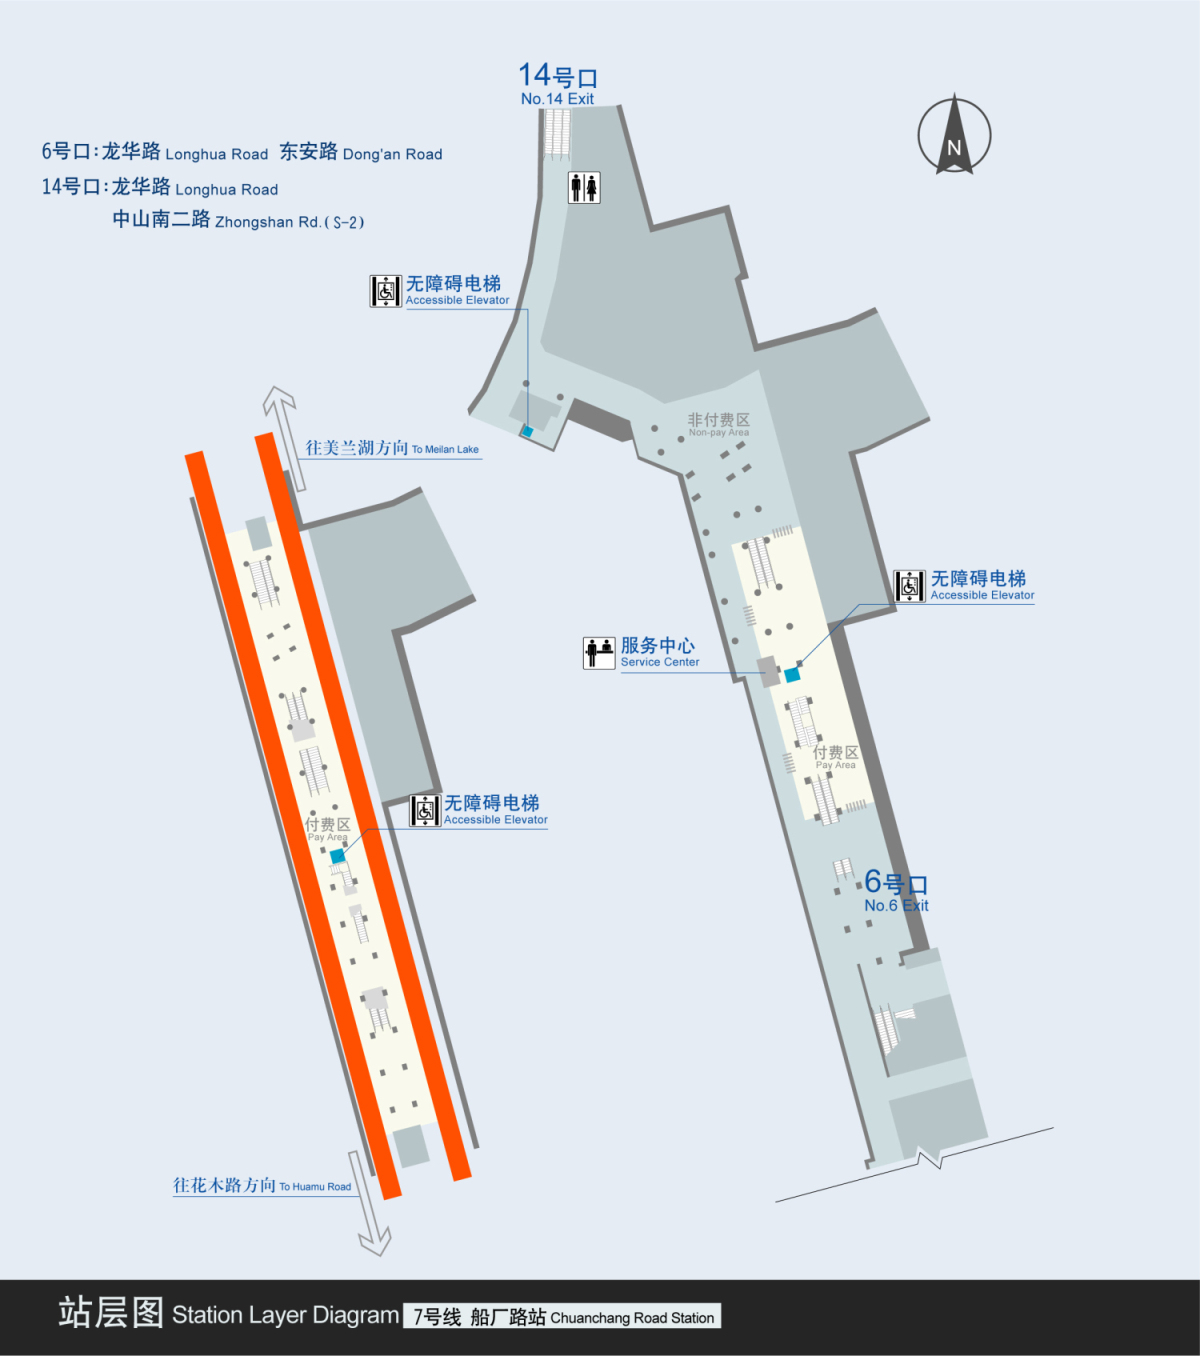 14号口
No.14 Exit
N
6号口：龙华路 Longhua Road 东安路 Dong'an Road
14号口：龙华路 Longhua Road
中山南二路 Zhongshan Rd.(S-2)
无障碍电梯
Accessible Elevator
非付费区
Non-pay Area
往美兰湖方向 To Meilan Lake
无障碍电梯
Accessible Elevator
服务中心
Service Center
付费区
Pay Area
无障碍电梯
Accessible Elevator
付费区
Pay Area
6号口
No.6 Exit
往花木路方向 To Huamu Road
站层图 Station Layer Diagram 7号线 船厂路站 Chuanchang Road Station